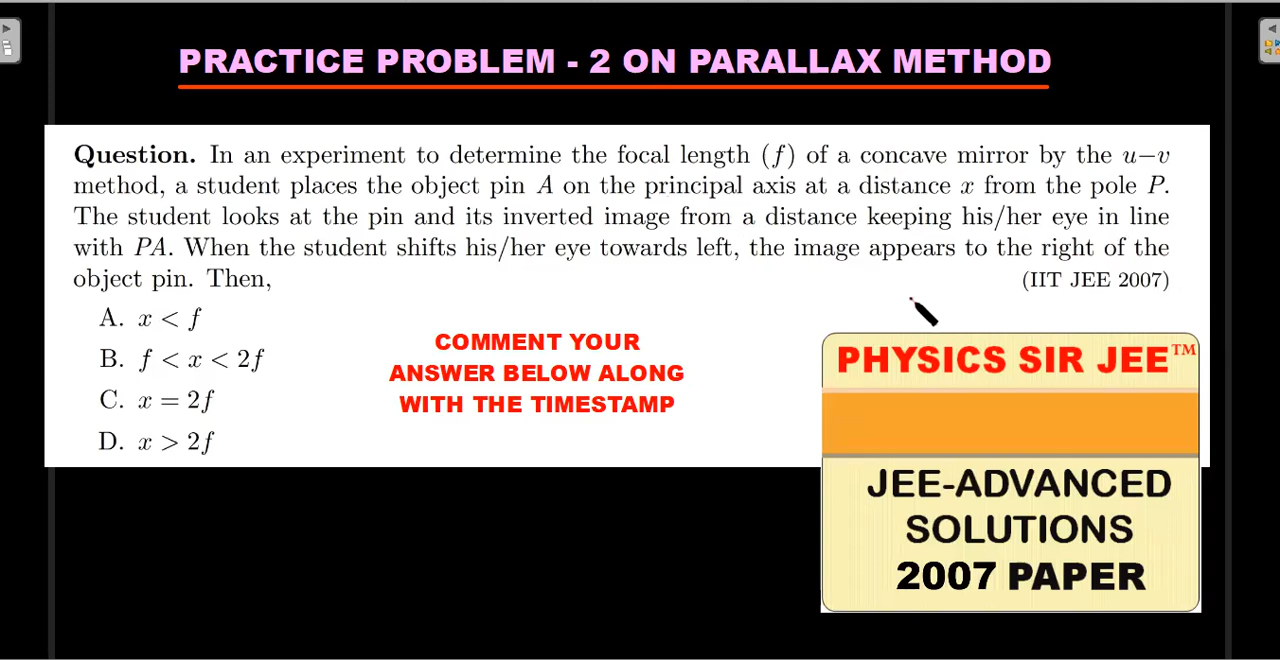 PRACTICE PROBLEM - 2 ON PARALLAX METHOD
Question. In an experiment to determine the focal length (f) of a concave mirror by the u−v
method, a student places the object pin A on the principal axis at a distance x from the pole P.
The student looks at the pin and its inverted image from a distance keeping his/her eye in line
with PA. When the student shifts his/her eye towards left, the image appears to the right of the
object pin. Then, (IIT JEE 2007)
A. x < f
B. f < x < 2f
C. x = 2f
D. x > 2f
COMMENT YOUR
ANSWER BELOW ALONG
WITH THE TIMESTAMP
PHYSICS SIR JEE™
JEE-ADVANCED
SOLUTIONS
2007 PAPER